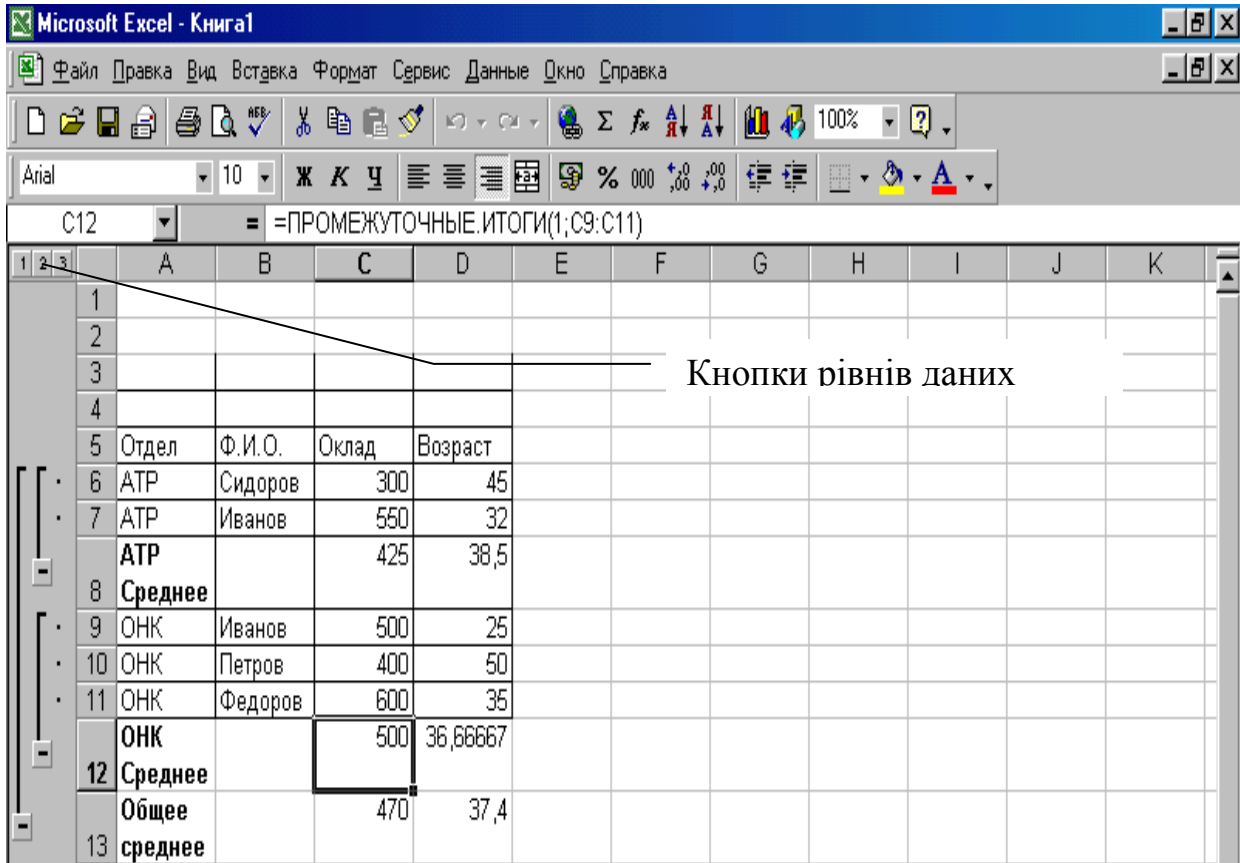 Microsoft Excel - Книга1
Файл Правка Вид Вставка Формат Сервис Данные Окно Справка
100%
Arial 10 Ж К Ч % 000
C12 = =ПРОМЕЖУТОЧНЫЕ.ИТОГИ(1;C9:C11)
1 2 3 A B C D E F G H I J K
1
2
3 Кнопки рівнів даних
4
5 Отдел Ф.И.О. Оклад Возраст
6 АТР Сидоров 300 45
7 АТР Иванов 550 32
АТР 425 38,5
8 Среднее
9 ОНК Иванов 500 25
10 ОНК Петров 400 50
11 ОНК Федоров 600 35
ОНК 500 36,66667
12 Среднее
Общее 470 37,4
13 среднее